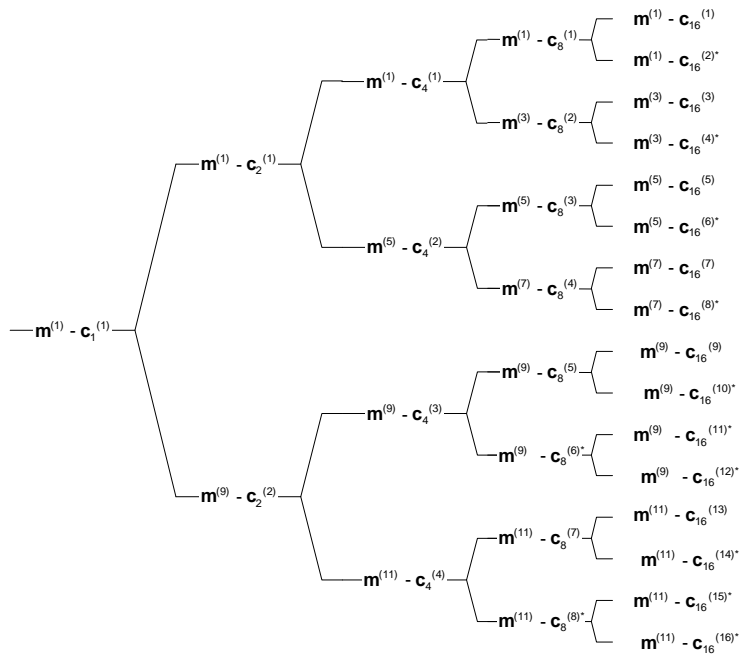 m(1) - c1(1)
m(1) - c2(1)
m(9) - c2(2)
m(1) - c4(1)
m(5) - c4(2)
m(9) - c4(3)
m(11) - c4(4)
m(1) - c8(1)
m(3) - c8(2)
m(5) - c8(3)
m(7) - c8(4)
m(9) - c8(5)
m(9) - c8(6)*
m(11) - c8(7)
m(11) - c8(8)*
m(1) - c16(1)
m(1) - c16(2)*
m(3) - c16(3)
m(3) - c16(4)*
m(5) - c16(5)
m(5) - c16(6)*
m(7) - c16(7)
m(7) - c16(8)*
m(9) - c16(9)
m(9) - c16(10)*
m(9) - c16(11)*
m(9) - c16(12)*
m(11) - c16(13)
m(11) - c16(14)*
m(11) - c16(15)*
m(11) - c16(16)*